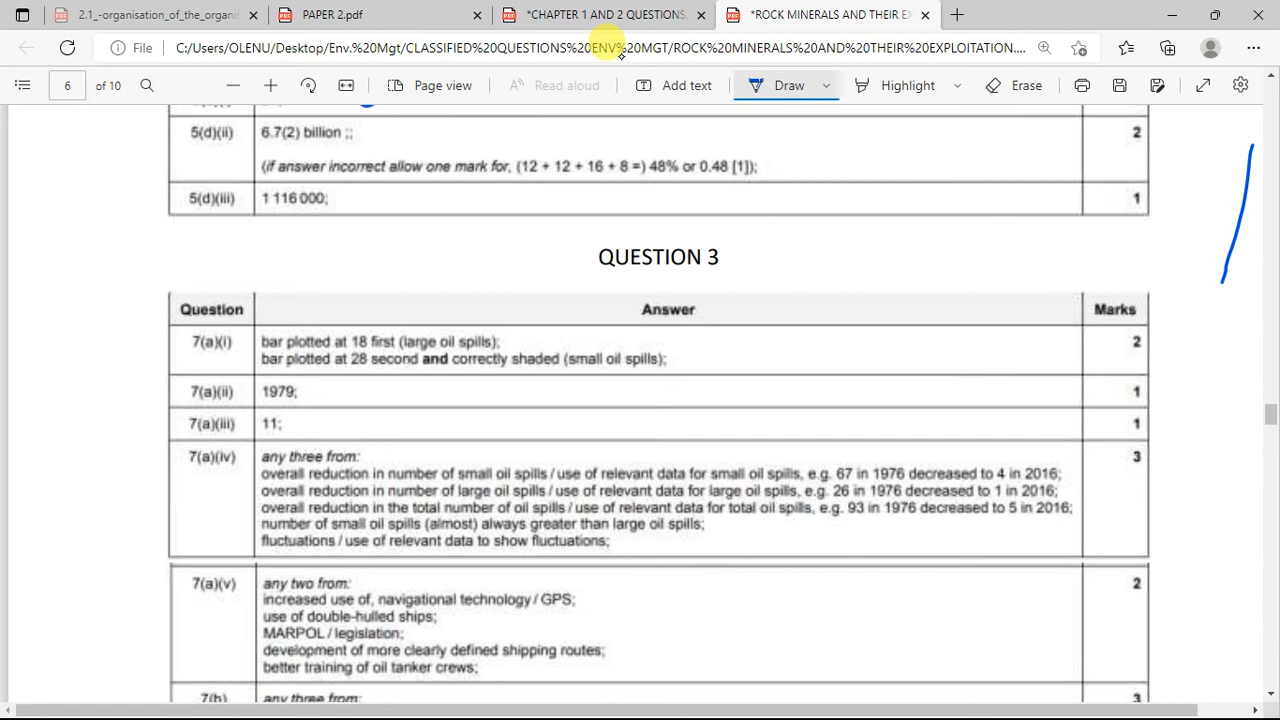 2.1_-organisation_of_the_organi
PAPER 2.pdf
*CHAPTER 1 AND 2 QUESTIONS
*ROCK MINERALS AND THEIR EX
File
C:/Users/OLENU/Desktop/Env.%20Mgt/CLASSIFIED%20QUESTIONS%20ENV%20MGT/ROCK%20MINERALS%20AND%20THEIR%20EXPLOITATION....
6 of 10
Page view
Read aloud
Add text
Draw
Highlight
Erase
5(d)(ii) 6.7(2) billion ;; 2
(if answer incorrect allow one mark for, (12 + 12 + 16 + 8 =) 48% or 0.48 [1]);
5(d)(iii) 1 116 000; 1
QUESTION 3
Question Answer Marks
7(a)(i) bar plotted at 18 first (large oil spills); 2
bar plotted at 28 second and correctly shaded (small oil spills);
7(a)(ii) 1979; 1
7(a)(iii) 11; 1
7(a)(iv) any three from: 3
overall reduction in number of small oil spills / use of relevant data for small oil spills, e.g. 67 in 1976 decreased to 4 in 2016;
overall reduction in number of large oil spills / use of relevant data for large oil spills, e.g. 26 in 1976 decreased to 1 in 2016;
overall reduction in the total number of oil spills / use of relevant data for total oil spills, e.g. 93 in 1976 decreased to 5 in 2016;
number of small oil spills (almost) always greater than large oil spills;
fluctuations / use of relevant data to show fluctuations;
7(a)(v) any two from: 2
increased use of, navigational technology / GPS;
use of double-hulled ships;
MARPOL / legislation;
development of more clearly defined shipping routes;
better training of oil tanker crews;
7(b) any three from: 3